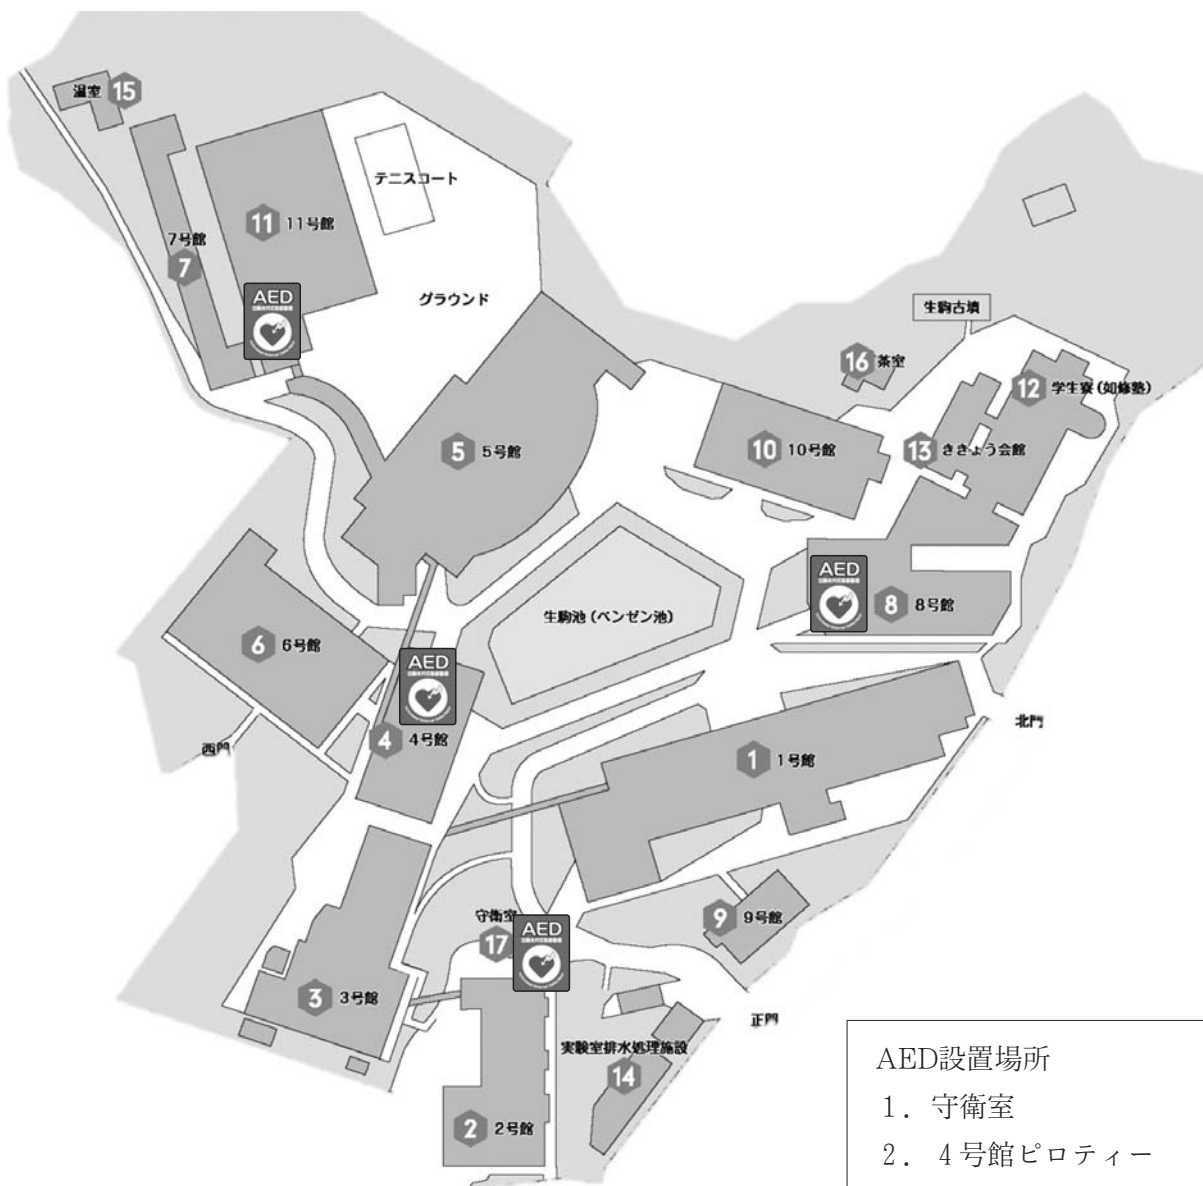 温室 15
テニスコート
11 11号館
7号館
7
AED
グラウンド
生駒古墳
16 茶室
12 学生寮(如修塾)
5 5号館
10 10号館
13 ききょう会館
AED
8 8号館
生駒池(ベンゼン池)
6 6号館
AED
4 4号館
西門
北門
1 1号館
守衛室
17
AED
9 9号館
3 3号館
正門
実験室排水処理施設
14
2 2号館
AED設置場所
1. 守衛室
2. 4号館ピロティー